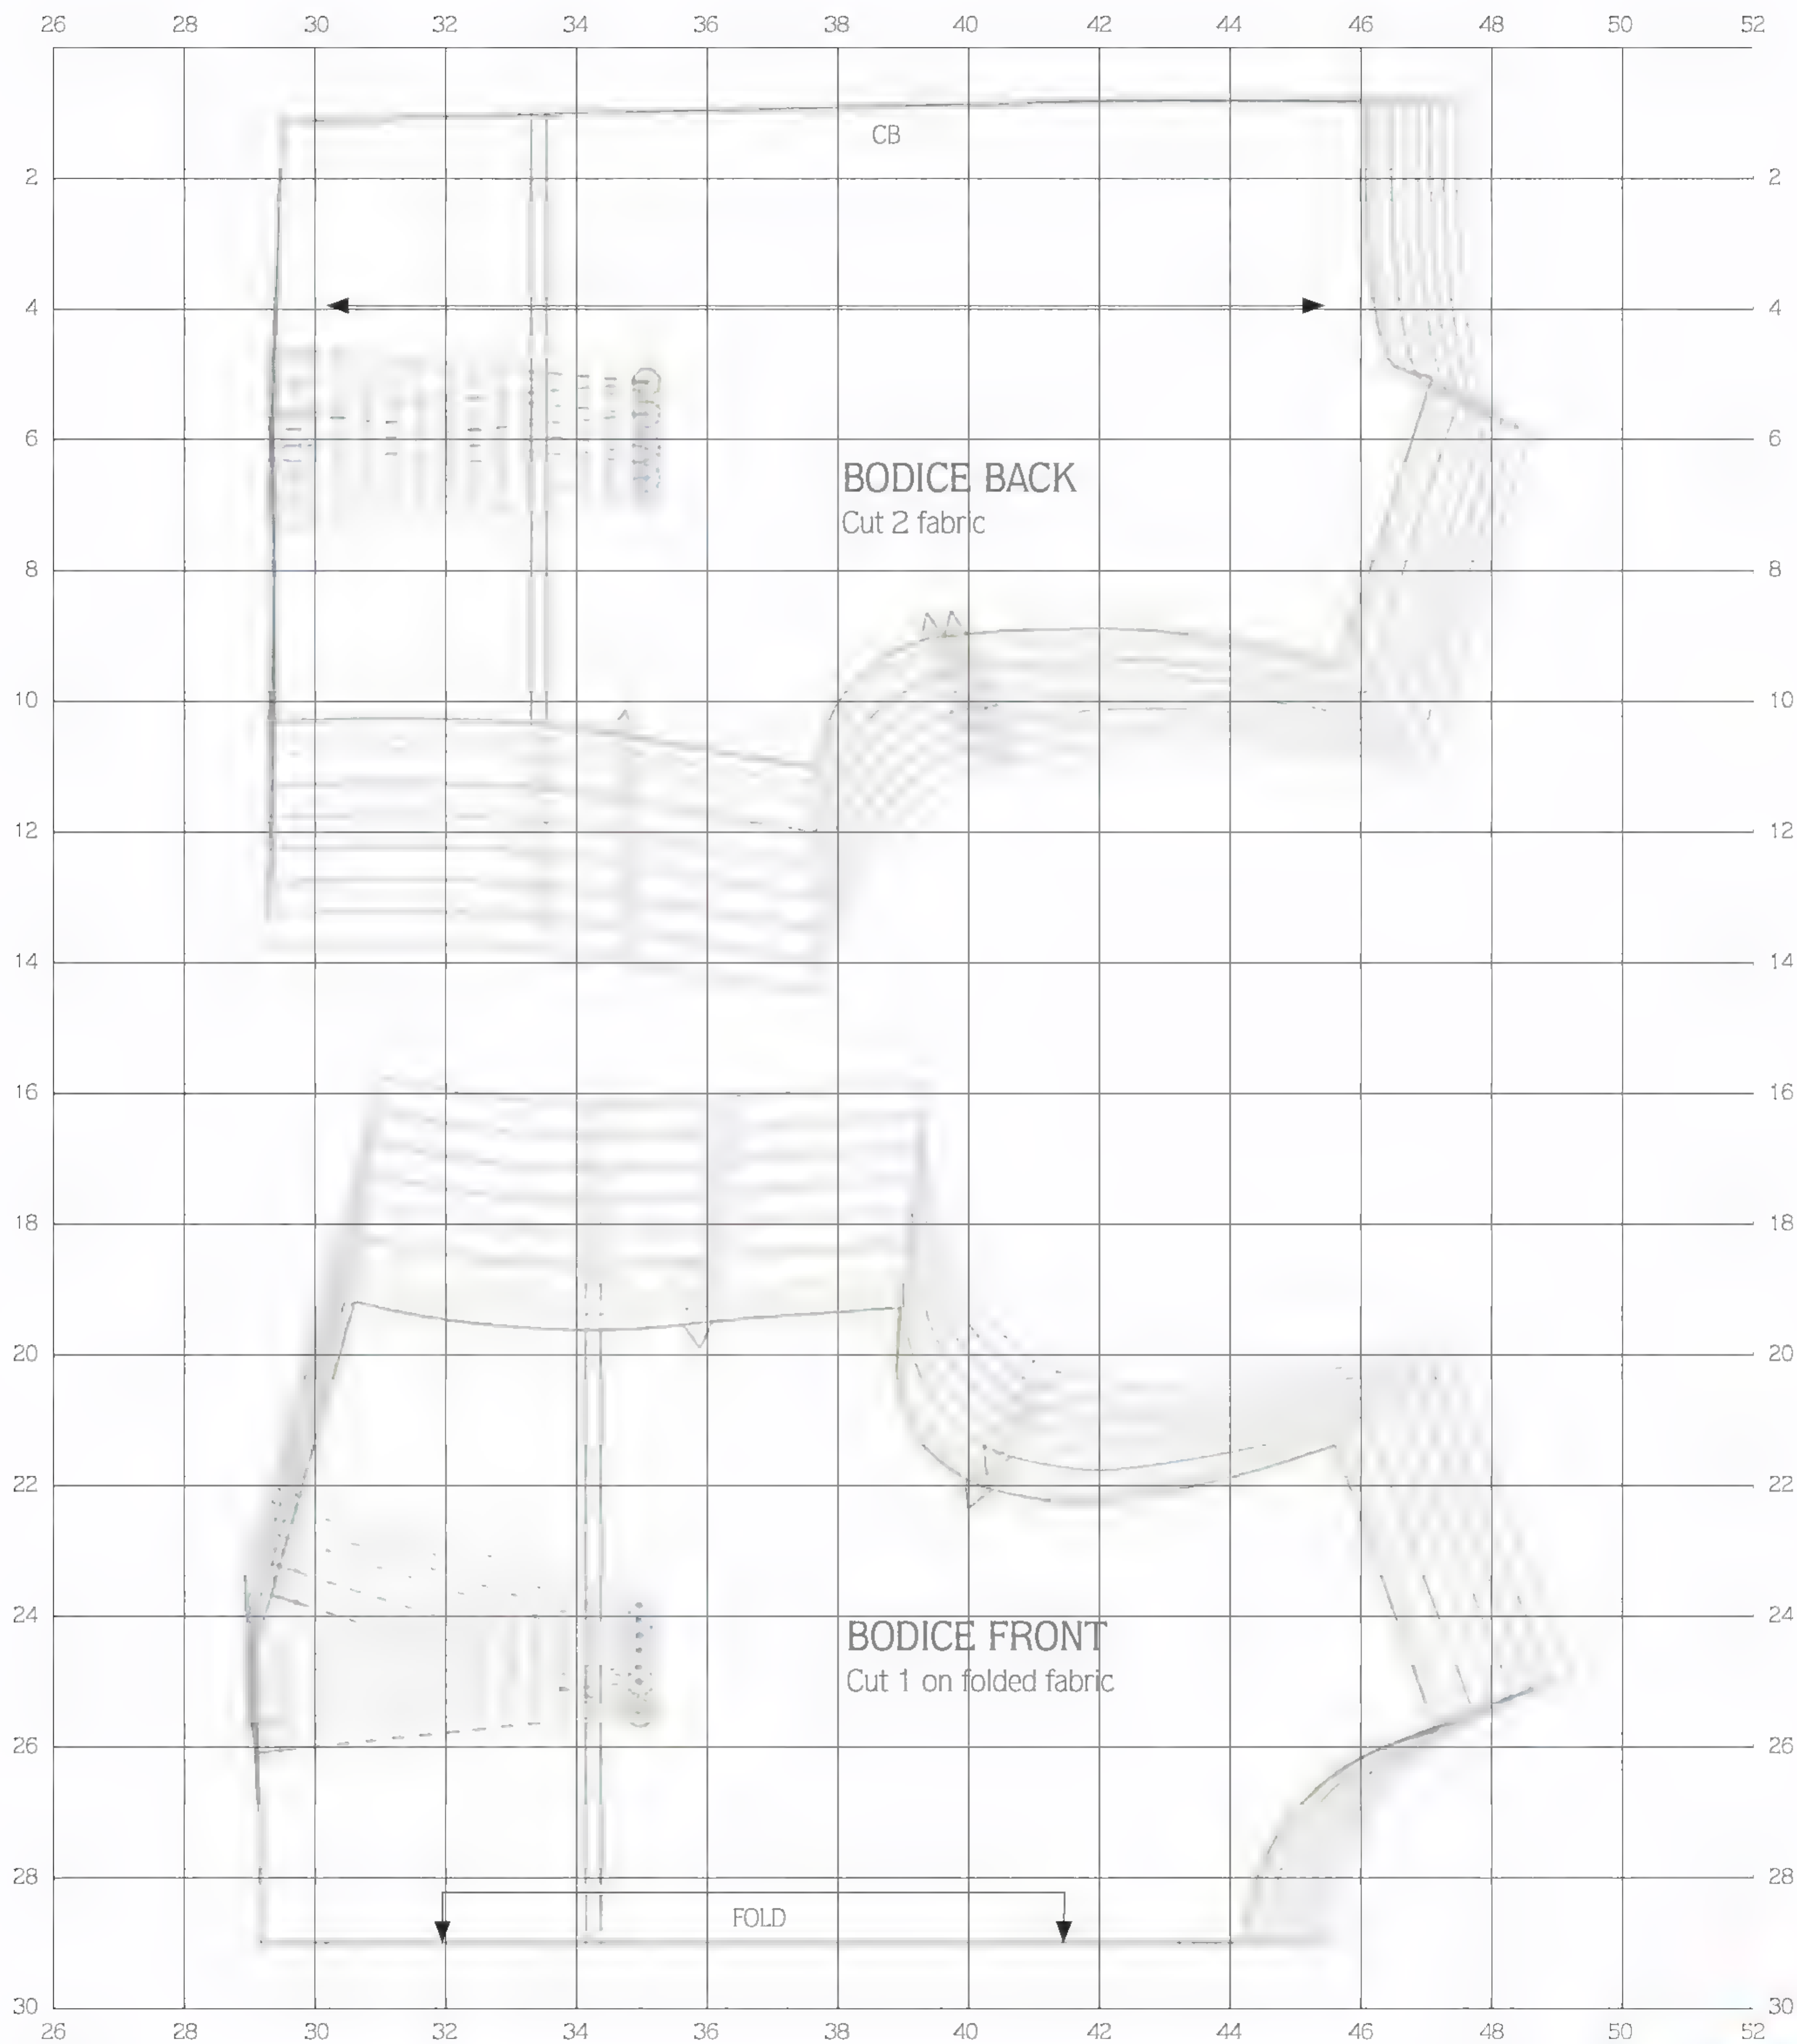 26 28 30 32 34 36 38 40 42 44 46 48 50 52
CB
2 2
4 4
6 6
BODICE BACK
Cut 2 fabric
8 8
10 10
12 12
14 14
16 16
18 18
20 20
22 22
24 24
BODICE FRONT
Cut 1 on folded fabric
26 26
28 28
FOLD
30 30
26 28 30 32 34 36 38 40 42 44 46 48 50 52